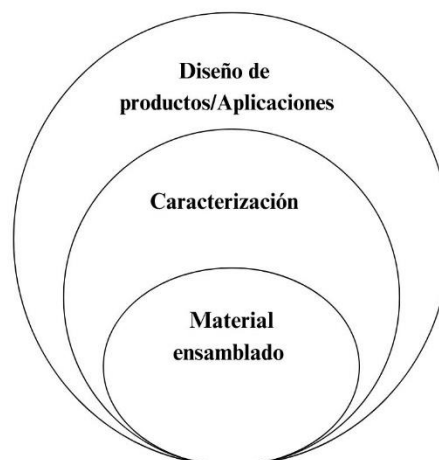 Diseño de
productos/Aplicaciones
Caracterización
Material
ensamblado